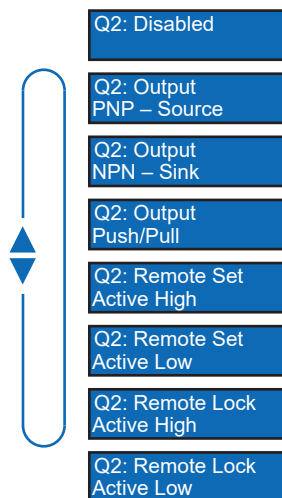 Q2: Disabled
Q2: Output
PNP – Source
Q2: Output
NPN – Sink
Q2: Output
Push/Pull
Q2: Remote Set
Active High
Q2: Remote Set
Active Low
Q2: Remote Lock
Active High
Q2: Remote Lock
Active Low